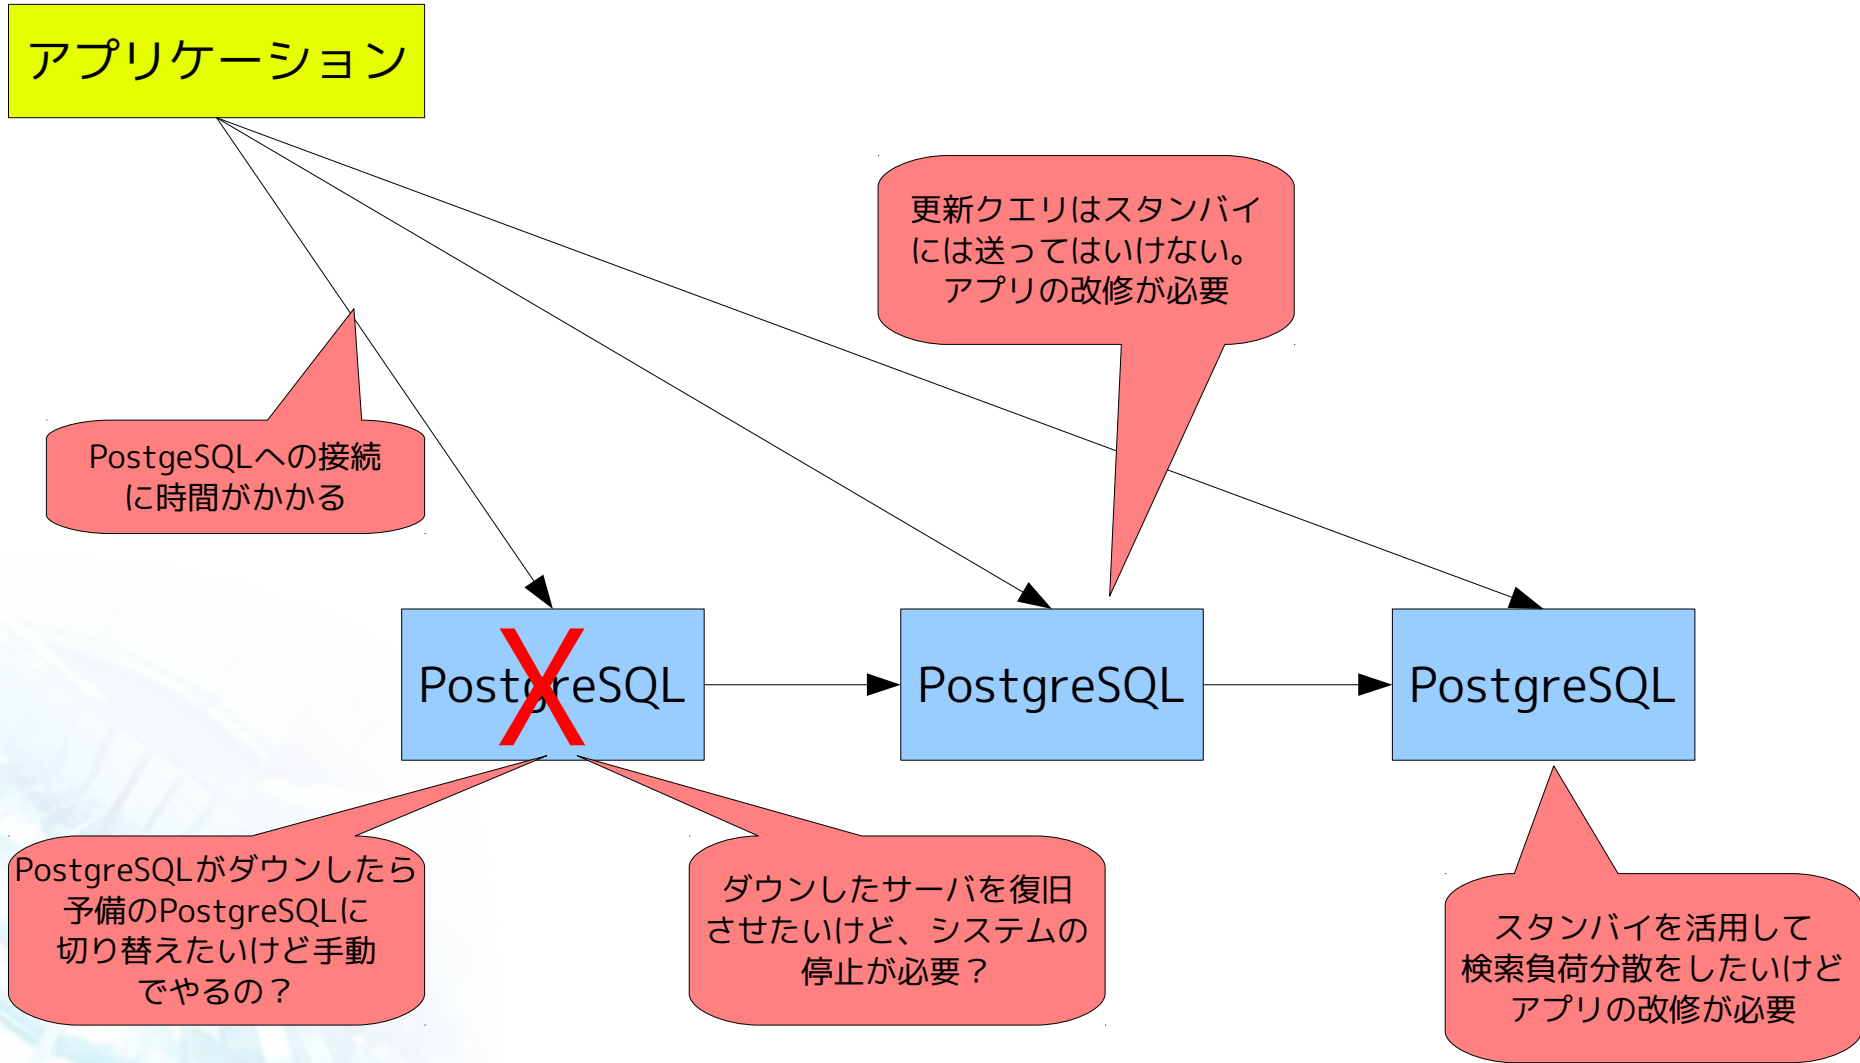 アプリケーション
更新クエリはスタンバイ
には送ってはいけない。
アプリの改修が必要
PostgeSQLへの接続
に時間がかかる
PostgreSQL
X
PostgreSQL
PostgreSQL
PostgreSQLがダウンしたら
予備のPostgreSQLに
切り替えたいけど手動
でやるの？
ダウンしたサーバを復旧
させたいけど、システムの
停止が必要？
スタンバイを活用して
検索負荷分散をしたいけど
アプリの改修が必要